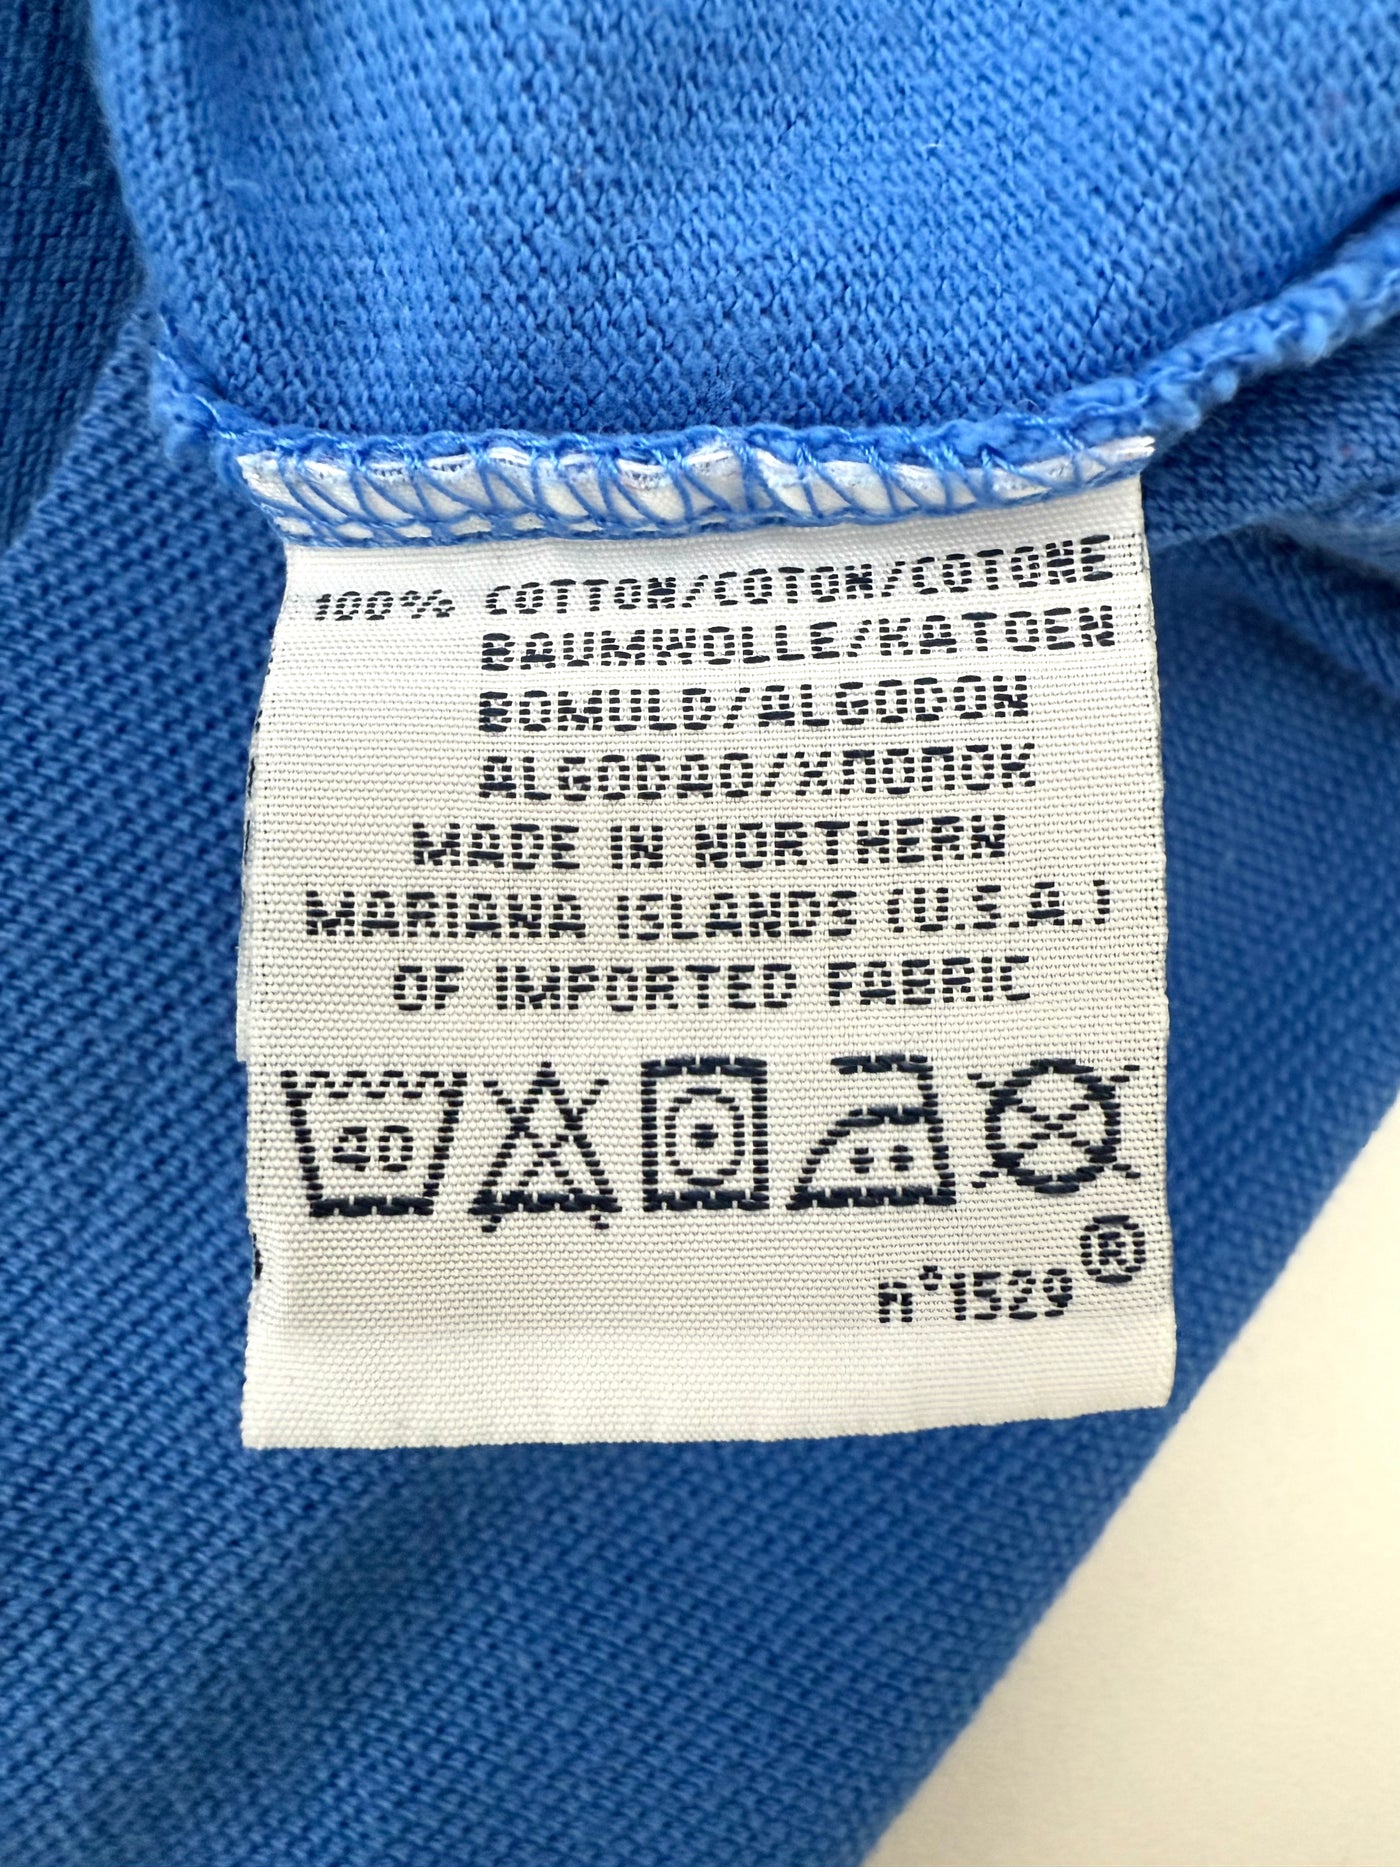 100% COTTON/COTON/COTONE
BAUMWOLLE/KATOEN
BOMULD/ALGODON
ALGODAO/ХЛОПОК
MADE IN NORTHERN
MARIANA ISLANDS (U.S.A.)
OF IMPORTED FABRIC
40
n°1529®